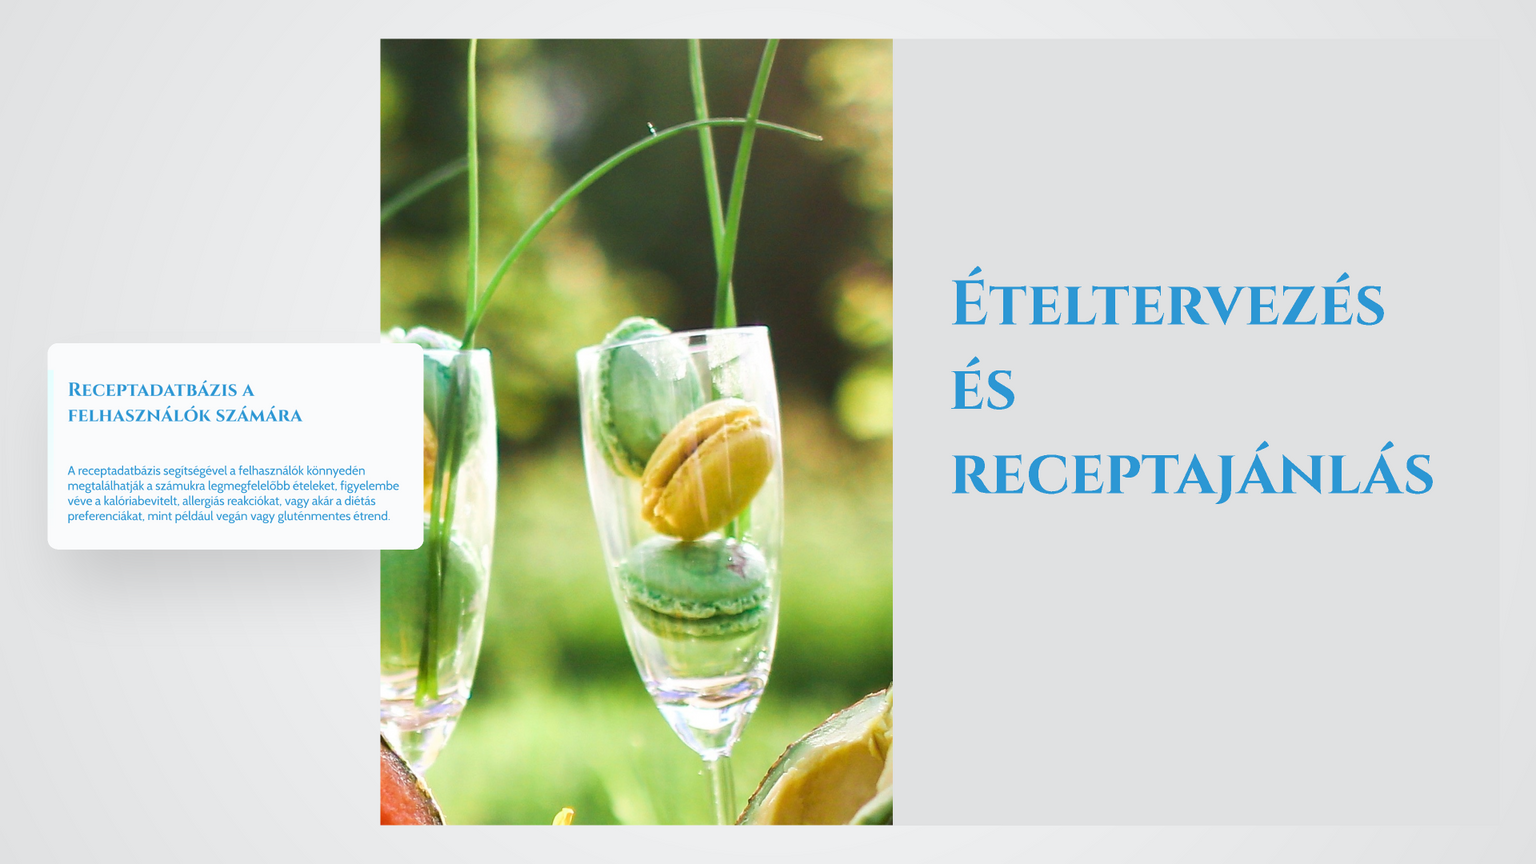 Ételtervezés
és
receptajánlás
Receptadatbázis a
felhasználók számára
A receptadatbázis segítségével a felhasználók könnyedén
megtalálhatják a számukra legmegfelelőbb ételeket, figyelembe
véve a kalóriabevitelt, allergiás reakciókat, vagy akár a diétás
preferenciákat, mint például vegán vagy gluténmentes étrend.